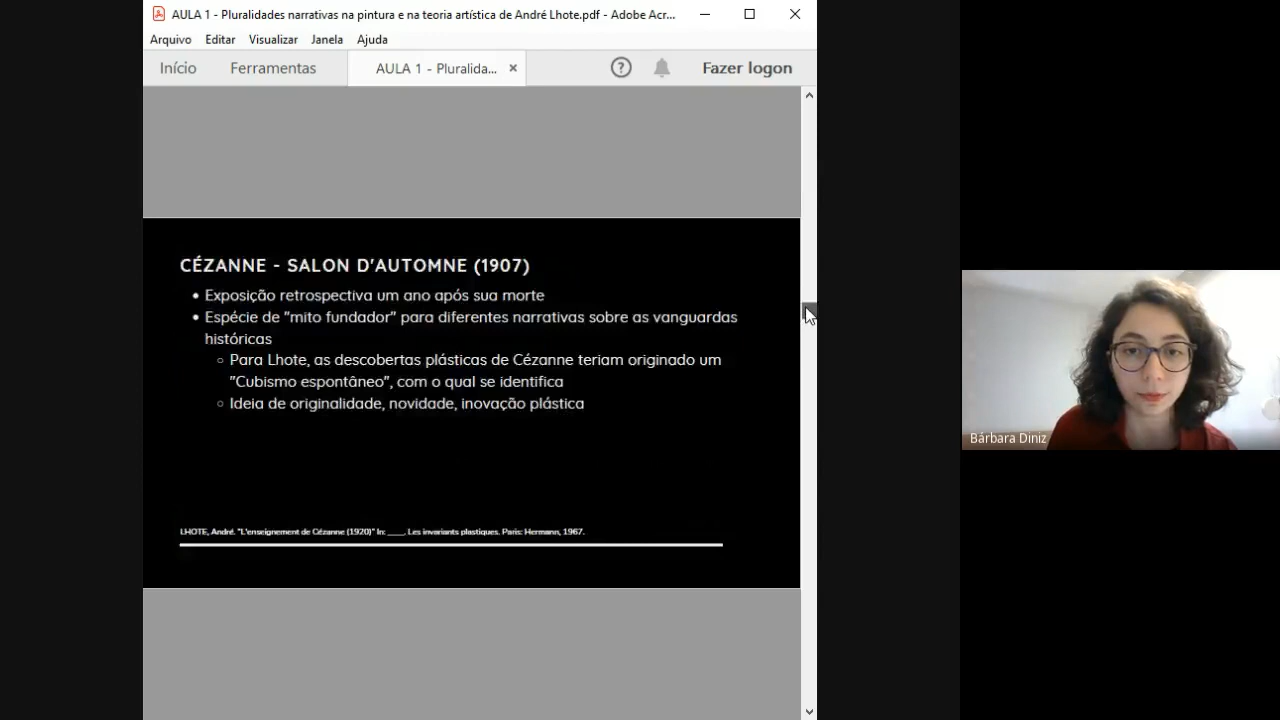 AULA 1 - Pluralidades narrativas na pintura e na teoria artística de André Lhote.pdf - Adobe Acr...
Arquivo Editar Visualizar Janela Ajuda
Início Ferramentas AULA 1 - Pluralida... × ? Fazer logon
CÉZANNE - SALON D'AUTOMNE (1907)
• Exposição retrospectiva um ano após sua morte
• Espécie de "mito fundador" para diferentes narrativas sobre as vanguardas
históricas
○ Para Lhote, as descobertas plásticas de Cézanne teriam originado um
"Cubismo espontâneo", com o qual se identifica
○ Ideia de originalidade, novidade, inovação plástica
LHOTE, André. "L'enseignement de Cézanne (1920)" In: ____. Les invariants plastiques. Paris: Hermann, 1967.
Bárbara Diniz